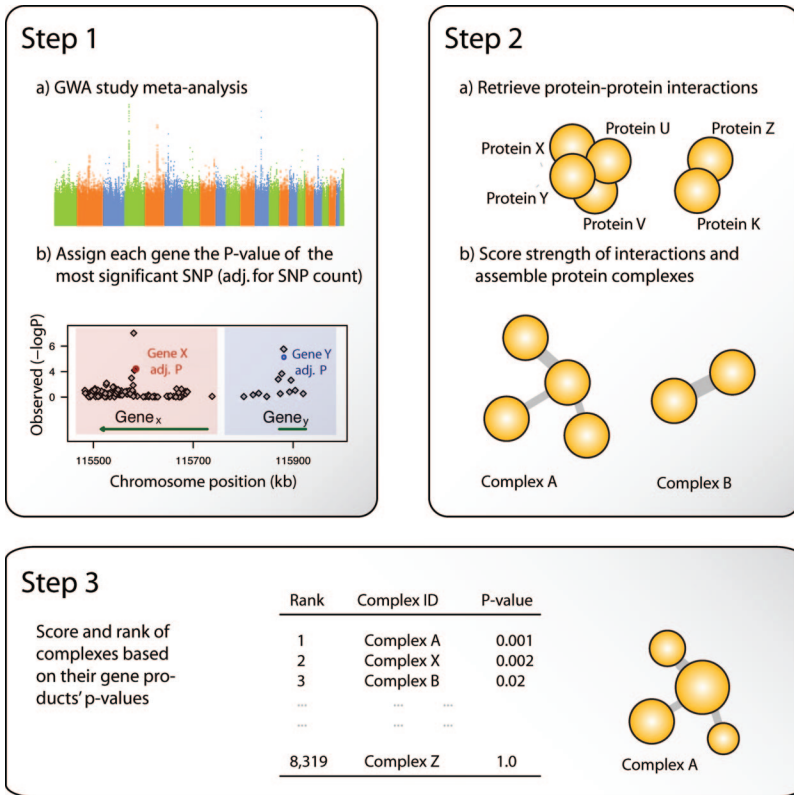 Step 1
a) GWA study meta-analysis
b) Assign each gene the P-value of the
most significant SNP (adj. for SNP count)
Observed (−logP)
6
4
0
Gene X
adj. P
Gene Y
adj. P
Gene x
Gene y
115500
115700
115900
Chromosome position (kb)
Step 2
a) Retrieve protein-protein interactions
Protein X
Protein U
Protein Y
Protein V
Protein Z
Protein K
b) Score strength of interactions and
assemble protein complexes
Complex A
Complex B
Step 3
Score and rank of
complexes based
on their gene pro-
ducts' p-values
Rank Complex ID P-value
1 Complex A 0.001
2 Complex X 0.002
3 Complex B 0.02
... ... ...
... ... ...
8,319 Complex Z 1.0
Complex A